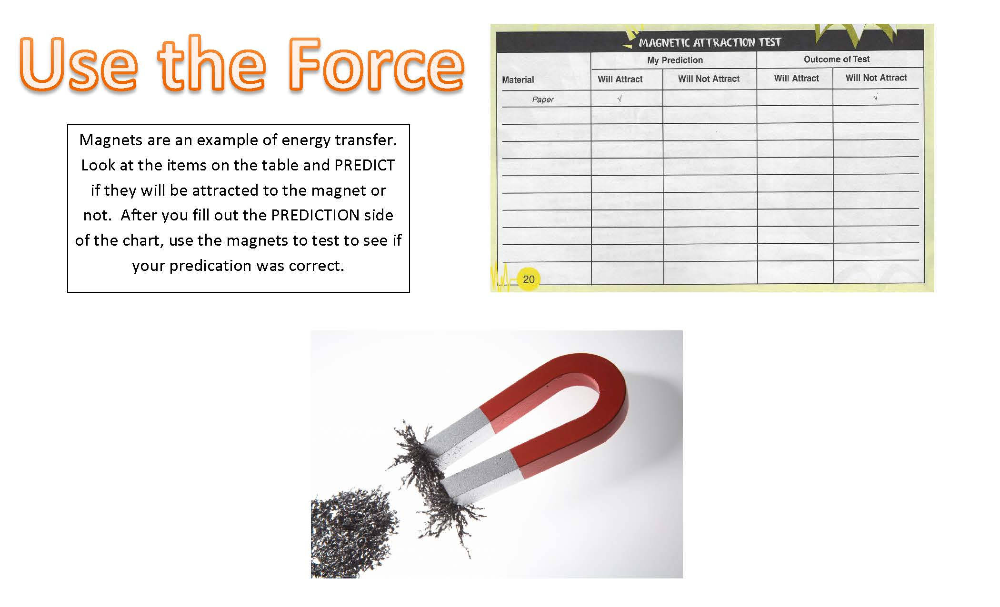 Use the Force
Magnets are an example of energy transfer.
Look at the items on the table and PREDICT
if they will be attracted to the magnet or
not.  After you fill out the PREDICTION side
of the chart, use the magnets to test to see if
your predication was correct.
MAGNETIC ATTRACTION TEST
My Prediction Outcome of Test
Material Will Attract Will Not Attract Will Attract Will Not Attract
Paper √ √
20